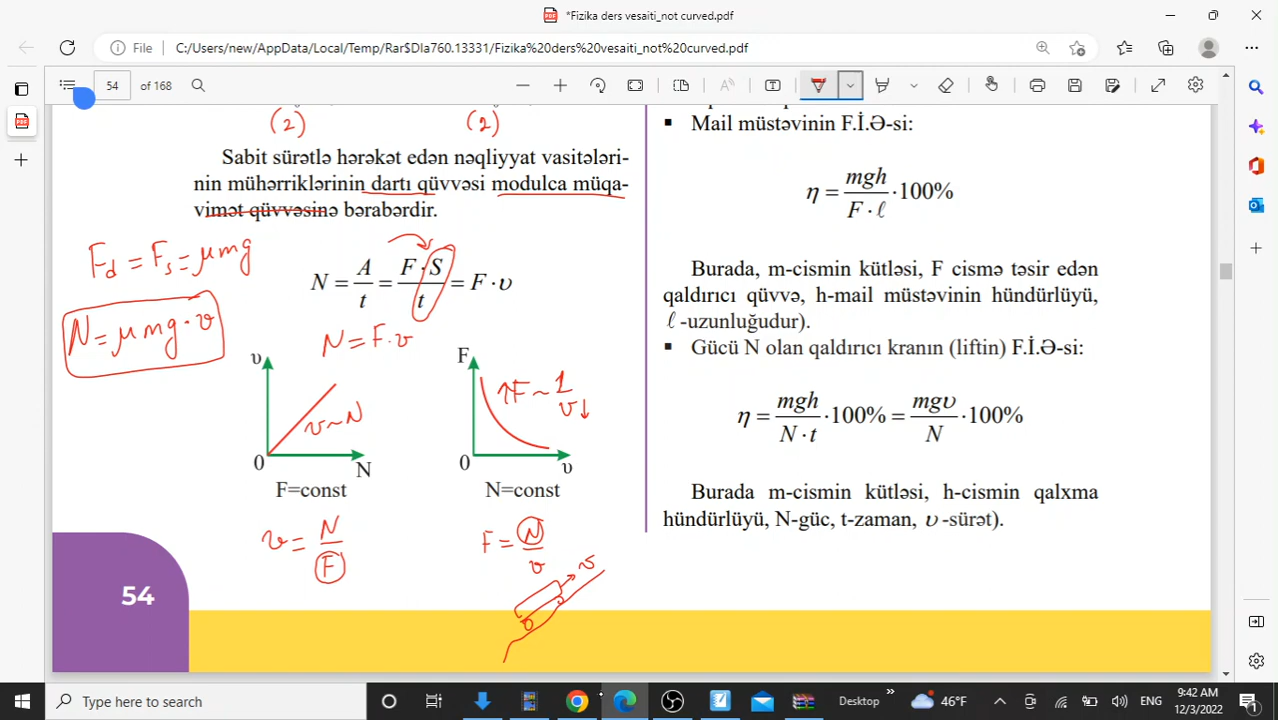 *Fizika ders vesaiti_not curved.pdf
File
C:/Users/new/AppData/Local/Temp/Rar$DIa760.13331/Fizika%20ders%20vesaiti_not%20curved.pdf
54 of 168
(2) (2)
Sabit sürətlə hərəkət edən nəqliyyat vasitələri-
nin mühərriklərinin dartı qüvvəsi modulca müqa-
vimət qüvvəsinə bərabərdir.
F_d = F_s = μmg
N = A/t = F·S/t = F·υ
N = μmg·v
N = F·v
υ
v~N
0
N
F=const
F
↑F ~ 1/v↓
0
υ
N=const
v = N/F
F = N/v
v
54
Mail müstəvinin F.İ.Ə-si:
η = mgh/F·ℓ · 100%
Burada, m-cismin kütləsi, F cismə təsir edən
qaldırıcı qüvvə, h-mail müstəvinin hündürlüyü,
ℓ-uzunluğudur).
Gücü N olan qaldırıcı kranın (liftin) F.İ.Ə-si:
η = mgh/N·t · 100% = mgυ/N · 100%
Burada m-cismin kütləsi, h-cismin qalxma
hündürlüyü, N-güc, t-zaman, υ-sürət).
Type here to search
Desktop
46°F
ENG
9:42 AM
12/3/2022
1